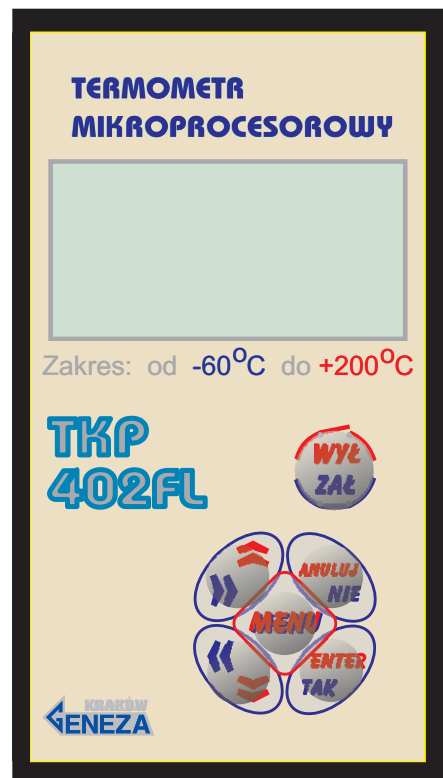 TERMOMETR
MIKROPROCESOROWY
Zakres: od -60°C do +200°C
TKP
402FL
WYŁ
ZAŁ
ANULUJ
NIE
MENU
ENTER
TAK
KRAKÓW
GENEZA